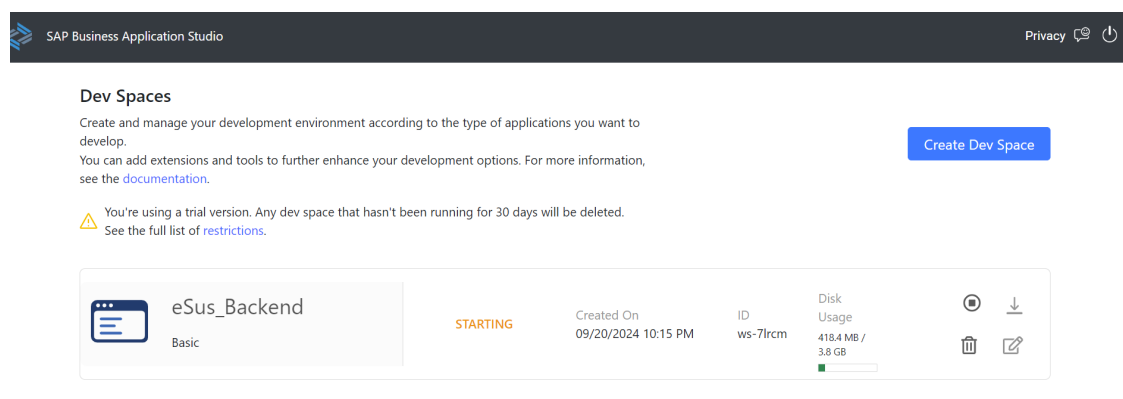 SAP Business Application Studio
Privacy
Dev Spaces
Create and manage your development environment according to the type of applications you want to
develop.
You can add extensions and tools to further enhance your development options. For more information,
see the documentation.
Create Dev Space
You're using a trial version. Any dev space that hasn't been running for 30 days will be deleted.
See the full list of restrictions.
eSus_Backend
Basic
STARTING
Created On
09/20/2024 10:15 PM
ID
ws-7lrcm
Disk
Usage
418.4 MB /
3.8 GB